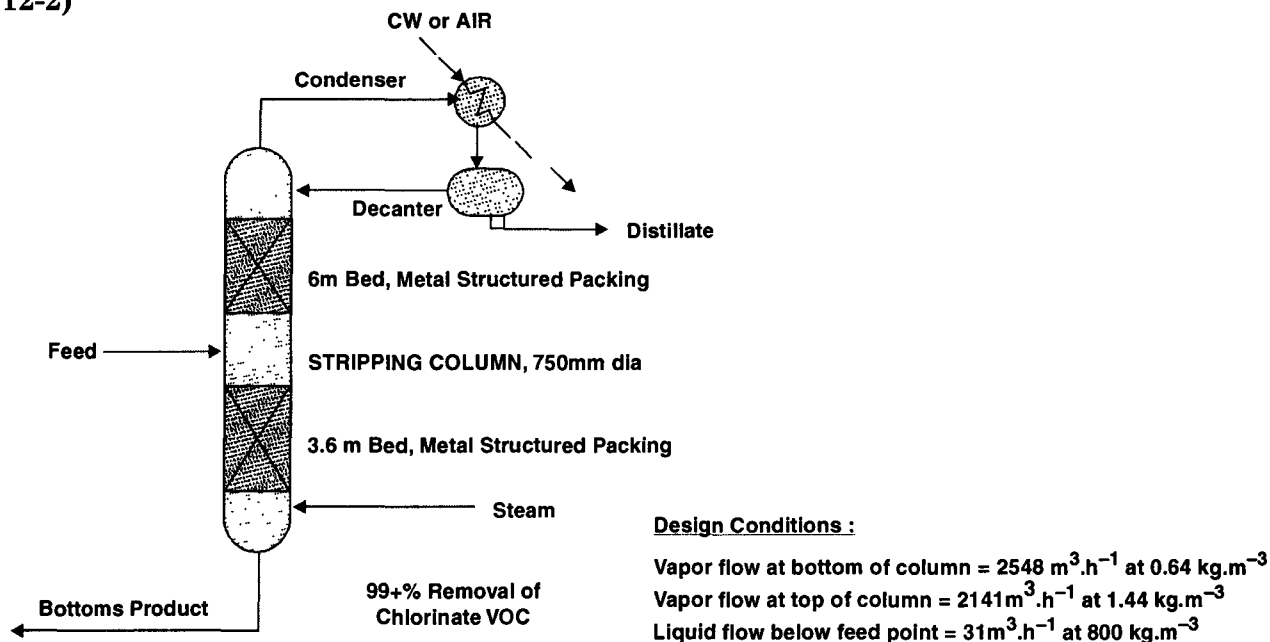 12-2)
CW or AIR
Condenser
Decanter
Distillate
6m Bed, Metal Structured Packing
Feed
STRIPPING COLUMN, 750mm dia
3.6 m Bed, Metal Structured Packing
Steam
Bottoms Product
99+% Removal of
Chlorinate VOC
Design Conditions :
Vapor flow at bottom of column = 2548 m³.h⁻¹ at 0.64 kg.m⁻³
Vapor flow at top of column = 2141m³.h⁻¹ at 1.44 kg.m⁻³
Liquid flow below feed point = 31m³.h⁻¹ at 800 kg.m⁻³